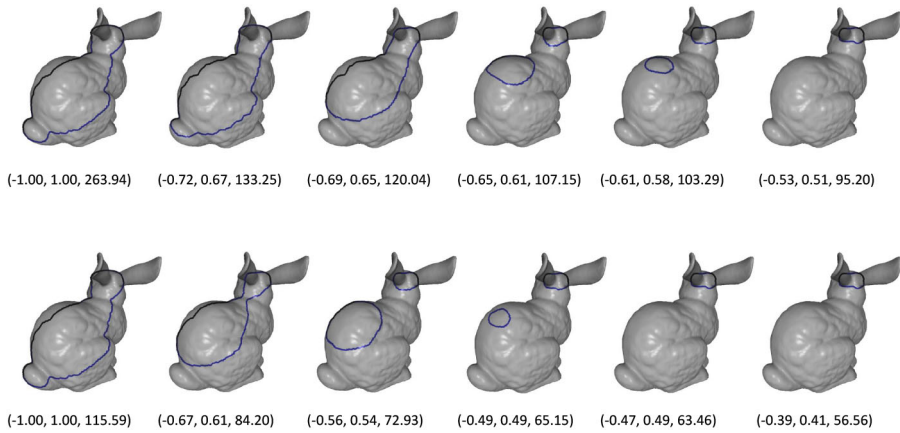 (-1.00, 1.00, 263.94) (-0.72, 0.67, 133.25) (-0.69, 0.65, 120.04) (-0.65, 0.61, 107.15) (-0.61, 0.58, 103.29) (-0.53, 0.51, 95.20)
(-1.00, 1.00, 115.59) (-0.67, 0.61, 84.20) (-0.56, 0.54, 72.93) (-0.49, 0.49, 65.15) (-0.47, 0.49, 63.46) (-0.39, 0.41, 56.56)